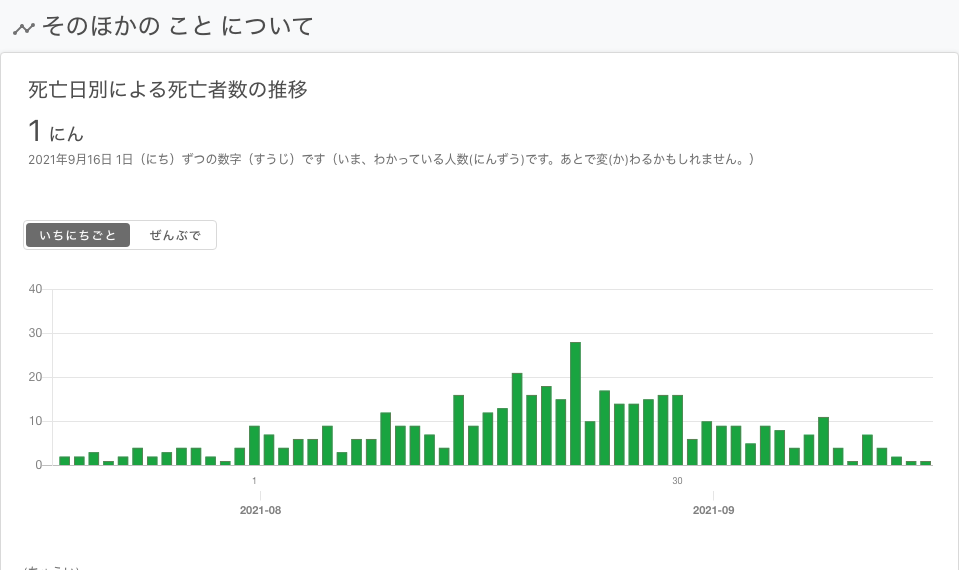 そのほかの こと について
死亡日別による死亡者数の推移
1 にん
2021年9月16日 1日（にち）ずつの数字（すうじ）です（いま、わかっている人数(にんずう)です。あとで変(か)わるかもしれません。）
いちにちごと ぜんぶで
40
30
20
10
0
1 30
2021-08 2021-09